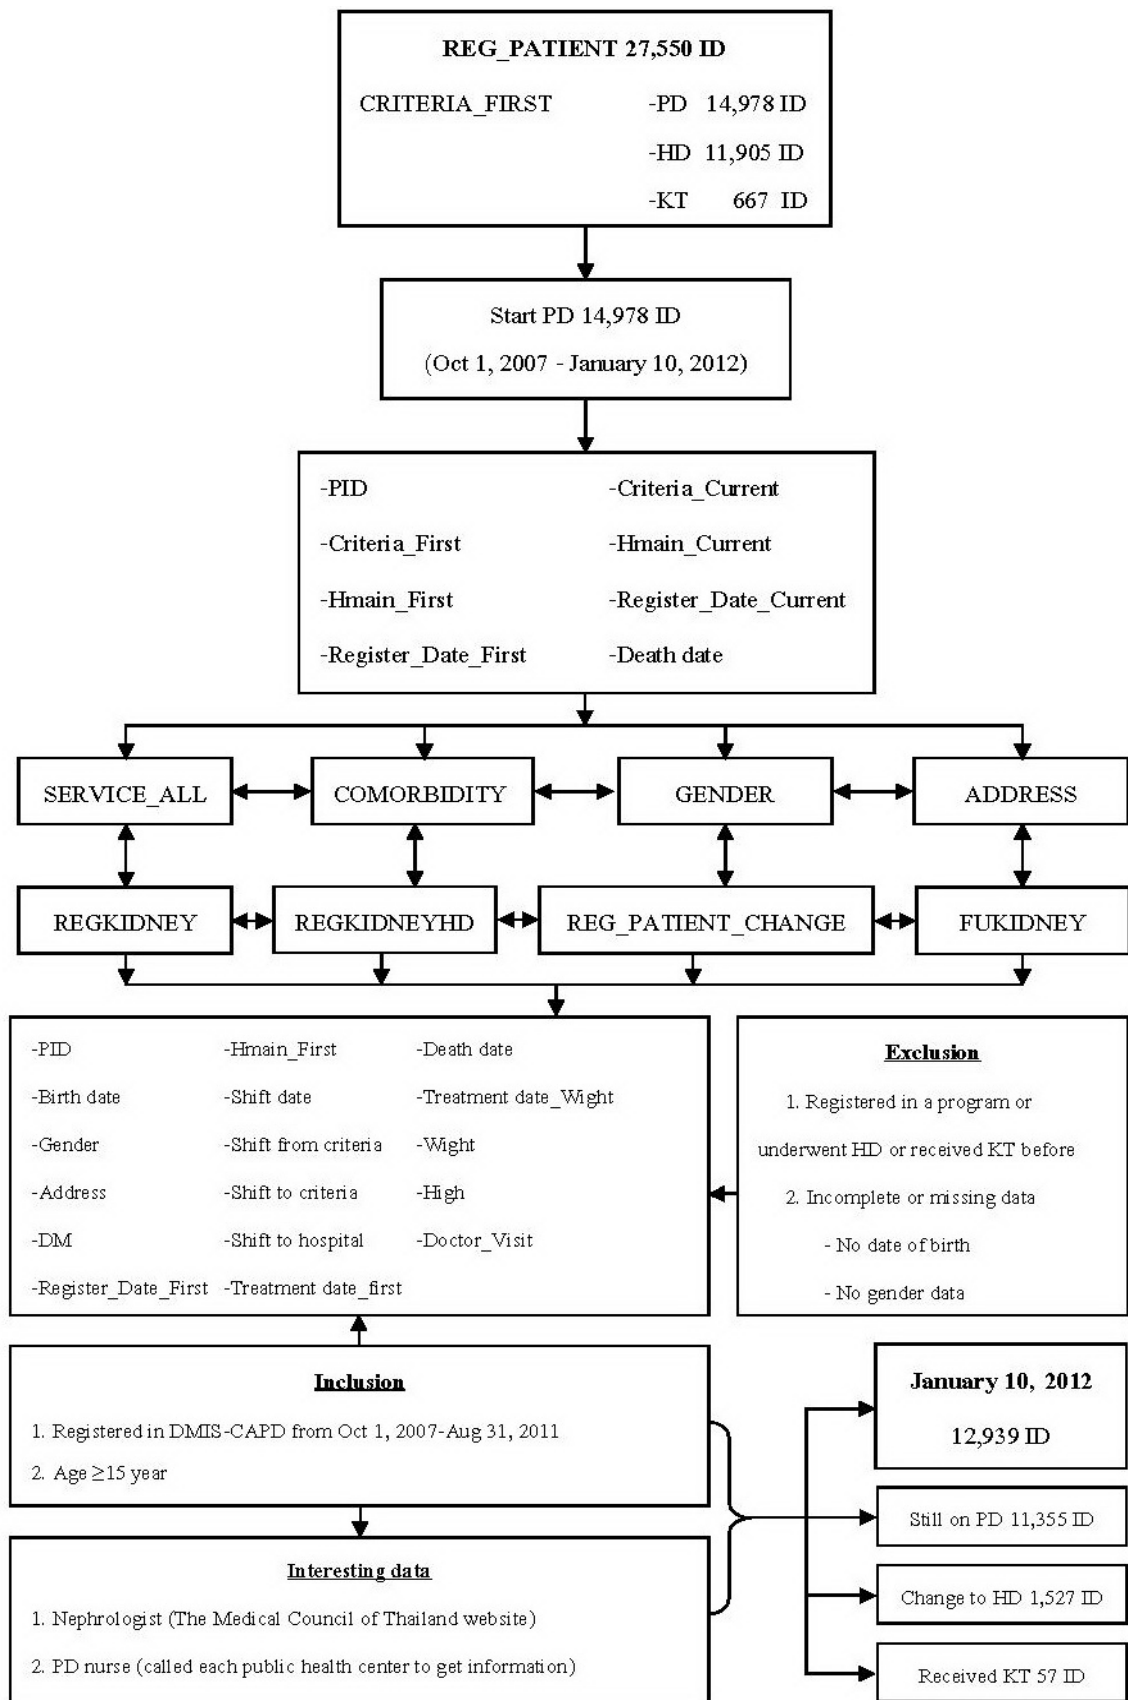 REG_PATIENT 27,550 ID
CRITERIA_FIRST -PD 14,978 ID
-HD 11,905 ID
-KT 667 ID
Start PD 14,978 ID
(Oct 1, 2007 - January 10, 2012)
-PID -Criteria_Current
-Criteria_First -Hmain_Current
-Hmain_First -Register_Date_Current
-Register_Date_First -Death date
SERVICE_ALL COMORBIDITY GENDER ADDRESS
REGKIDNEY REGKIDNEYHD REG_PATIENT_CHANGE FUKIDNEY
-PID -Hmain_First -Death date
-Birth date -Shift date -Treatment date_Wight
-Gender -Shift from criteria -Wight
-Address -Shift to criteria -High
-DM -Shift to hospital -Doctor_Visit
-Register_Date_First -Treatment date_first
Exclusion
1. Registered in a program or
underwent HD or received KT before
2. Incomplete or missing data
- No date of birth
- No gender data
Inclusion
1. Registered in DMIS-CAPD from Oct 1, 2007-Aug 31, 2011
2. Age ≥15 year
Interesting data
1. Nephrologist (The Medical Council of Thailand website)
2. PD nurse (called each public health center to get information)
January 10, 2012
12,939 ID
Still on PD 11,355 ID
Change to HD 1,527 ID
Received KT 57 ID